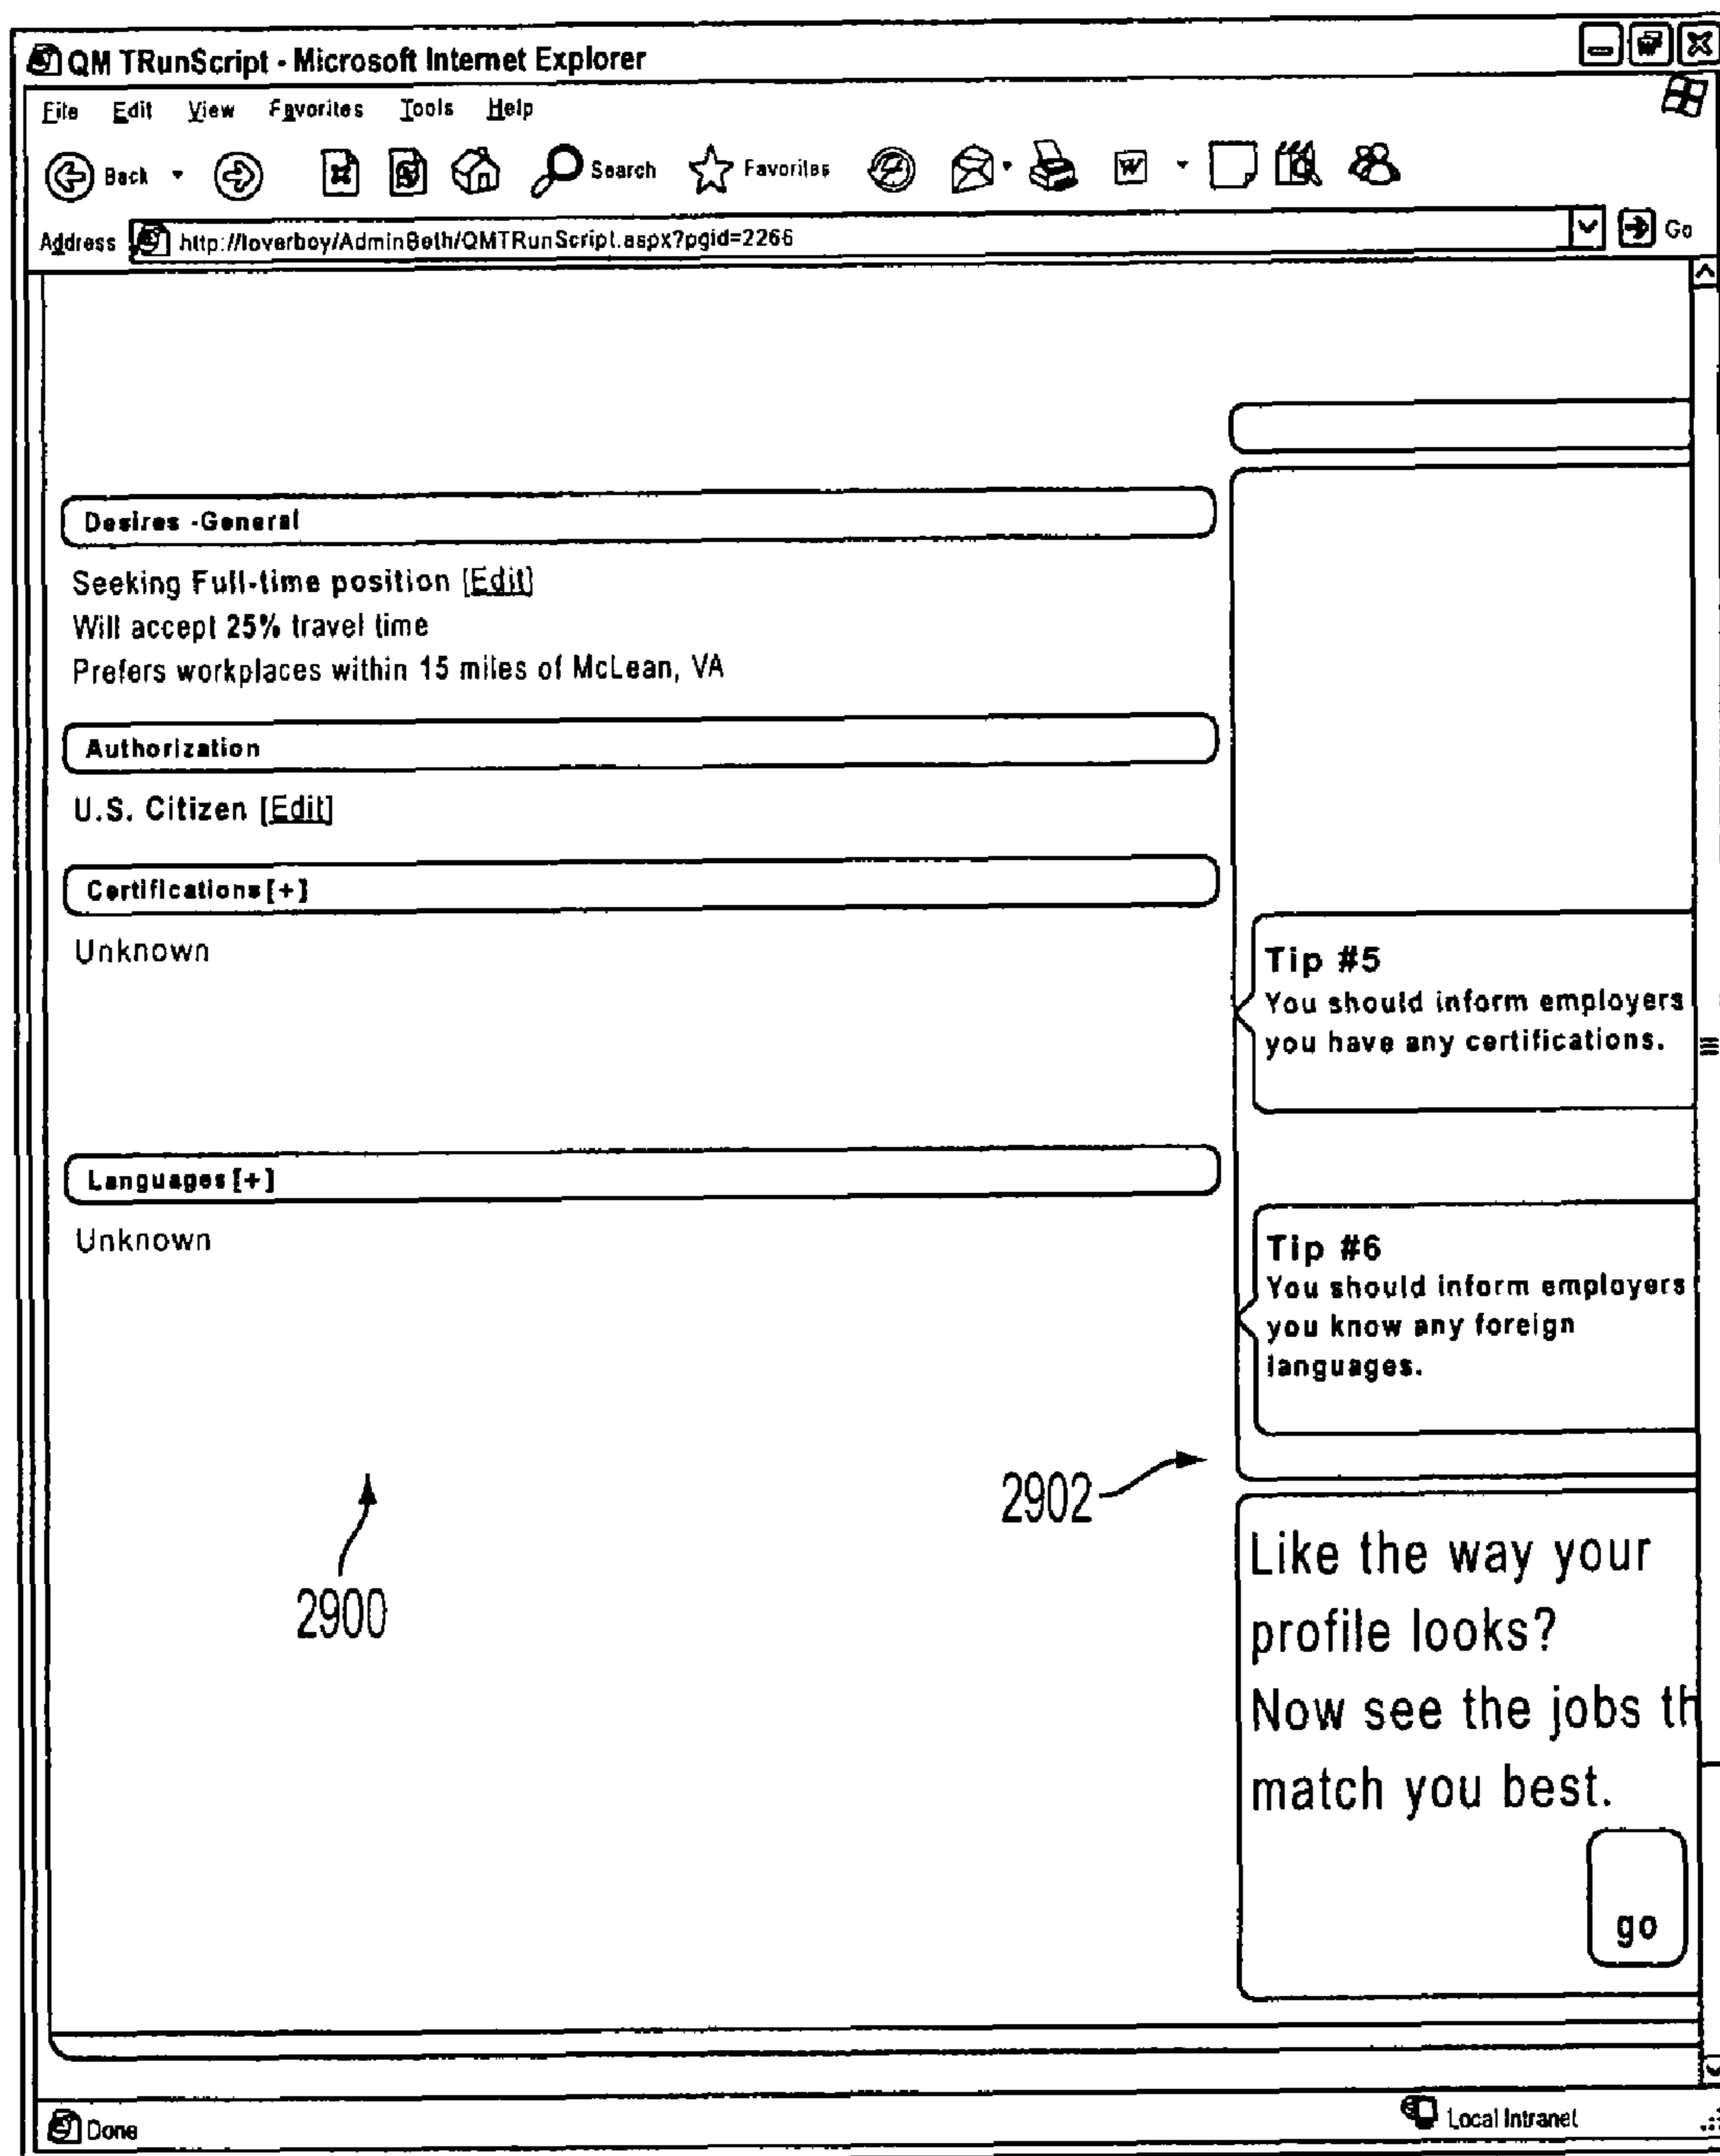 QM TRunScript - Microsoft Internet Explorer
File Edit View Favorites Tools Help
Back Search Favorites W
Address http://loverboy/AdminBeth/QMTRunScript.aspx?pgid=2266 Go
Desires -General
Seeking Full-time position [Edit]
Will accept 25% travel time
Prefers workplaces within 15 miles of McLean, VA
Authorization
U.S. Citizen [Edit]
Certifications [+]
Unknown
Tip #5
You should inform employers
you have any certifications.
Languages [+]
Unknown
Tip #6
You should inform employers
you know any foreign
languages.
2902
2900
Like the way your
profile looks?
Now see the jobs th
match you best.
go
Done Local Intranet